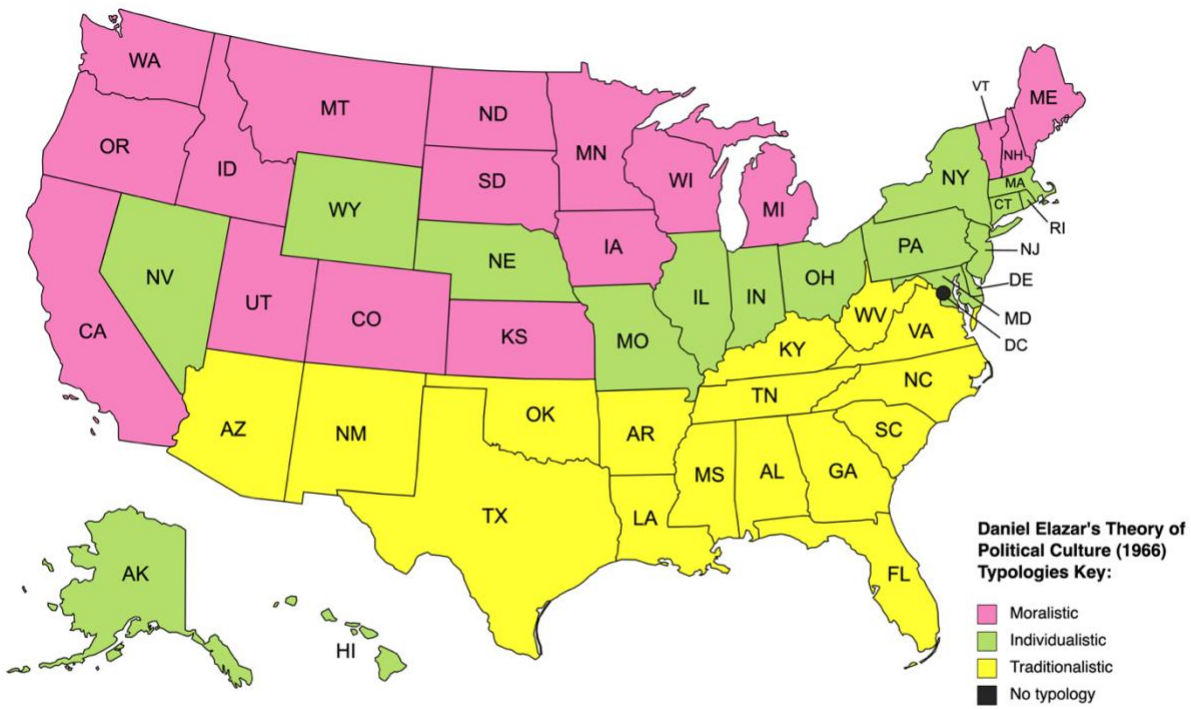 WA
MT
ND
MN
VT
ME
OR
ID
SD
WI
MI
NH
NY
MA
CT
RI
WY
IA
PA
NJ
NV
NE
OH
IL
IN
DE
UT
CO
WV
MD
CA
KS
MO
VA
DC
KY
NC
TN
AZ
NM
OK
AR
SC
MS
AL
GA
TX
LA
AK
FL
HI
Daniel Elazar's Theory of
Political Culture (1966)
Typologies Key:
Moralistic
Individualistic
Traditionalistic
No typology